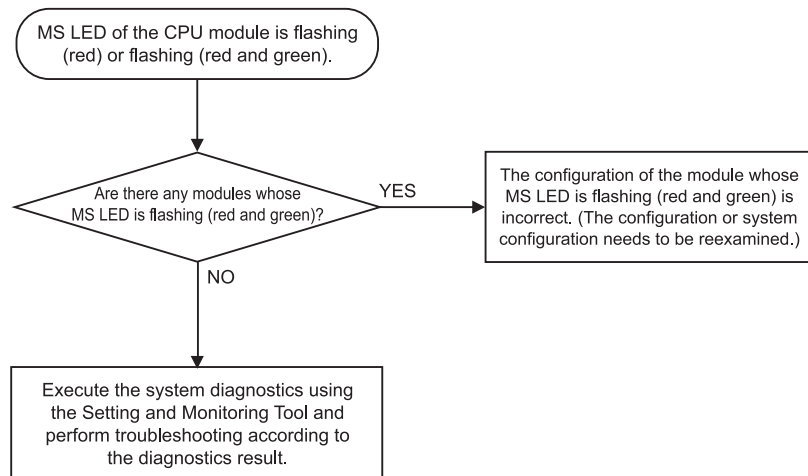 MS LED of the CPU module is flashing
(red) or flashing (red and green).
Are there any modules whose
MS LED is flashing (red and green)?
YES
The configuration of the module whose
MS LED is flashing (red and green) is
incorrect. (The configuration or system
configuration needs to be reexamined.)
NO
Execute the system diagnostics using
the Setting and Monitoring Tool and
perform troubleshooting according to
the diagnostics result.